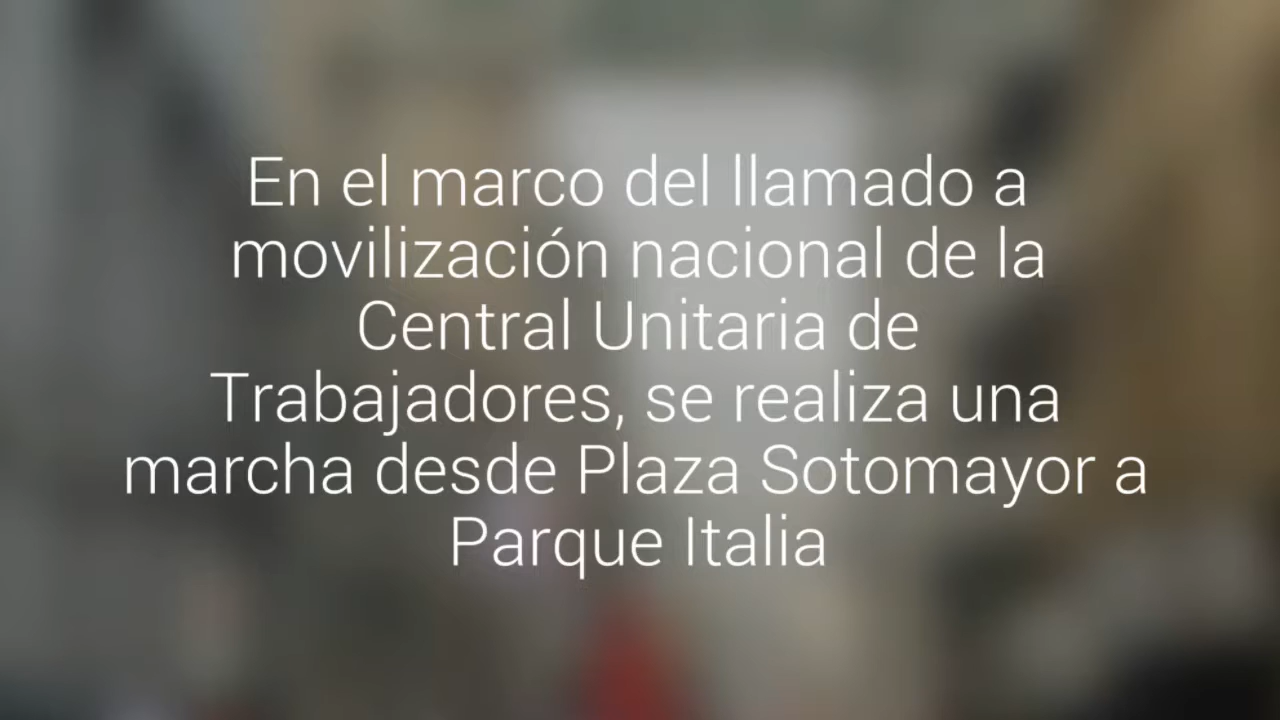 En el marco del llamado a
movilización nacional de la
Central Unitaria de
Trabajadores, se realiza una
marcha desde Plaza Sotomayor a
Parque Italia